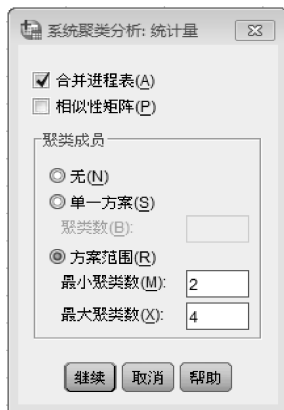 系统聚类分析: 统计量
合并进程表(A)
相似性矩阵(P)
聚类成员
无(N)
单一方案(S)
聚类数(B):
方案范围(R)
最小聚类数(M): 2
最大聚类数(X): 4
继续 取消 帮助